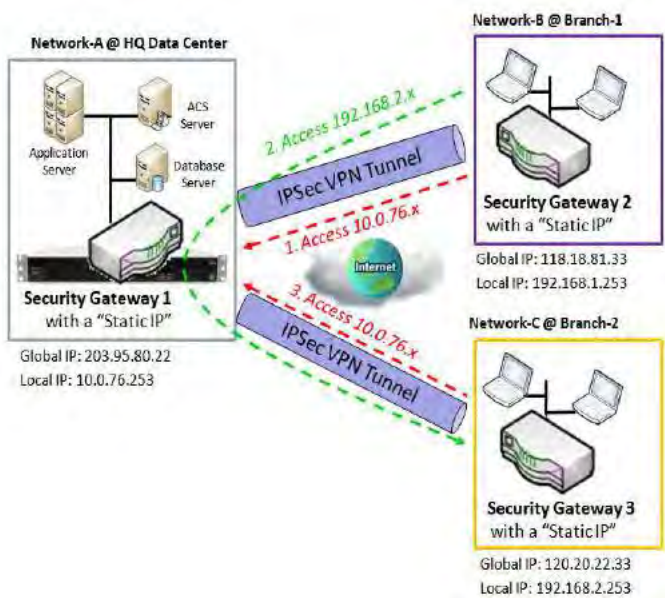 Network-A @ HQ Data Center
Application
Server
ACS
Server
Database
Server
Security Gateway 1
with a "Static IP"
Global IP: 203.95.80.22
Local IP: 10.0.76.253
2. Access 192.168.2.x
IPSec VPN Tunnel
1. Access 10.0.76.x
Internet
3. Access 10.0.76.x
IPSec VPN Tunnel
Network-B @ Branch-1
Security Gateway 2
with a "Static IP"
Global IP: 118.18.81.33
Local IP: 192.168.1.253
Network-C @ Branch-2
Security Gateway 3
with a "Static IP"
Global IP: 120.20.22.33
Local IP: 192.168.2.253